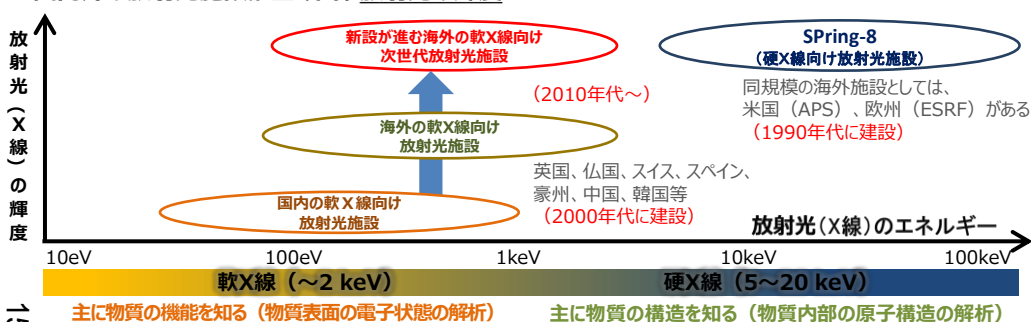 放射光（X線）の輝度
新設が進む海外の軟X線向け
次世代放射光施設
SPring-8
（硬X線向け放射光施設）
（2010年代～）
同規模の海外施設としては、
米国（APS）、欧州（ESRF）がある
（1990年代に建設）
海外の軟X線向け
放射光施設
英国、仏国、スイス、スペイン、
豪州、中国、韓国等
（2000年代に建設）
国内の軟X線向け
放射光施設
放射光(X線)のエネルギー
10eV
100eV
1keV
10keV
100keV
軟X線（～2 keV）
硬X線（5～20 keV）
主に物質の機能を知る（物質表面の電子状態の解析）
主に物質の構造を知る（物質内部の原子構造の解析）